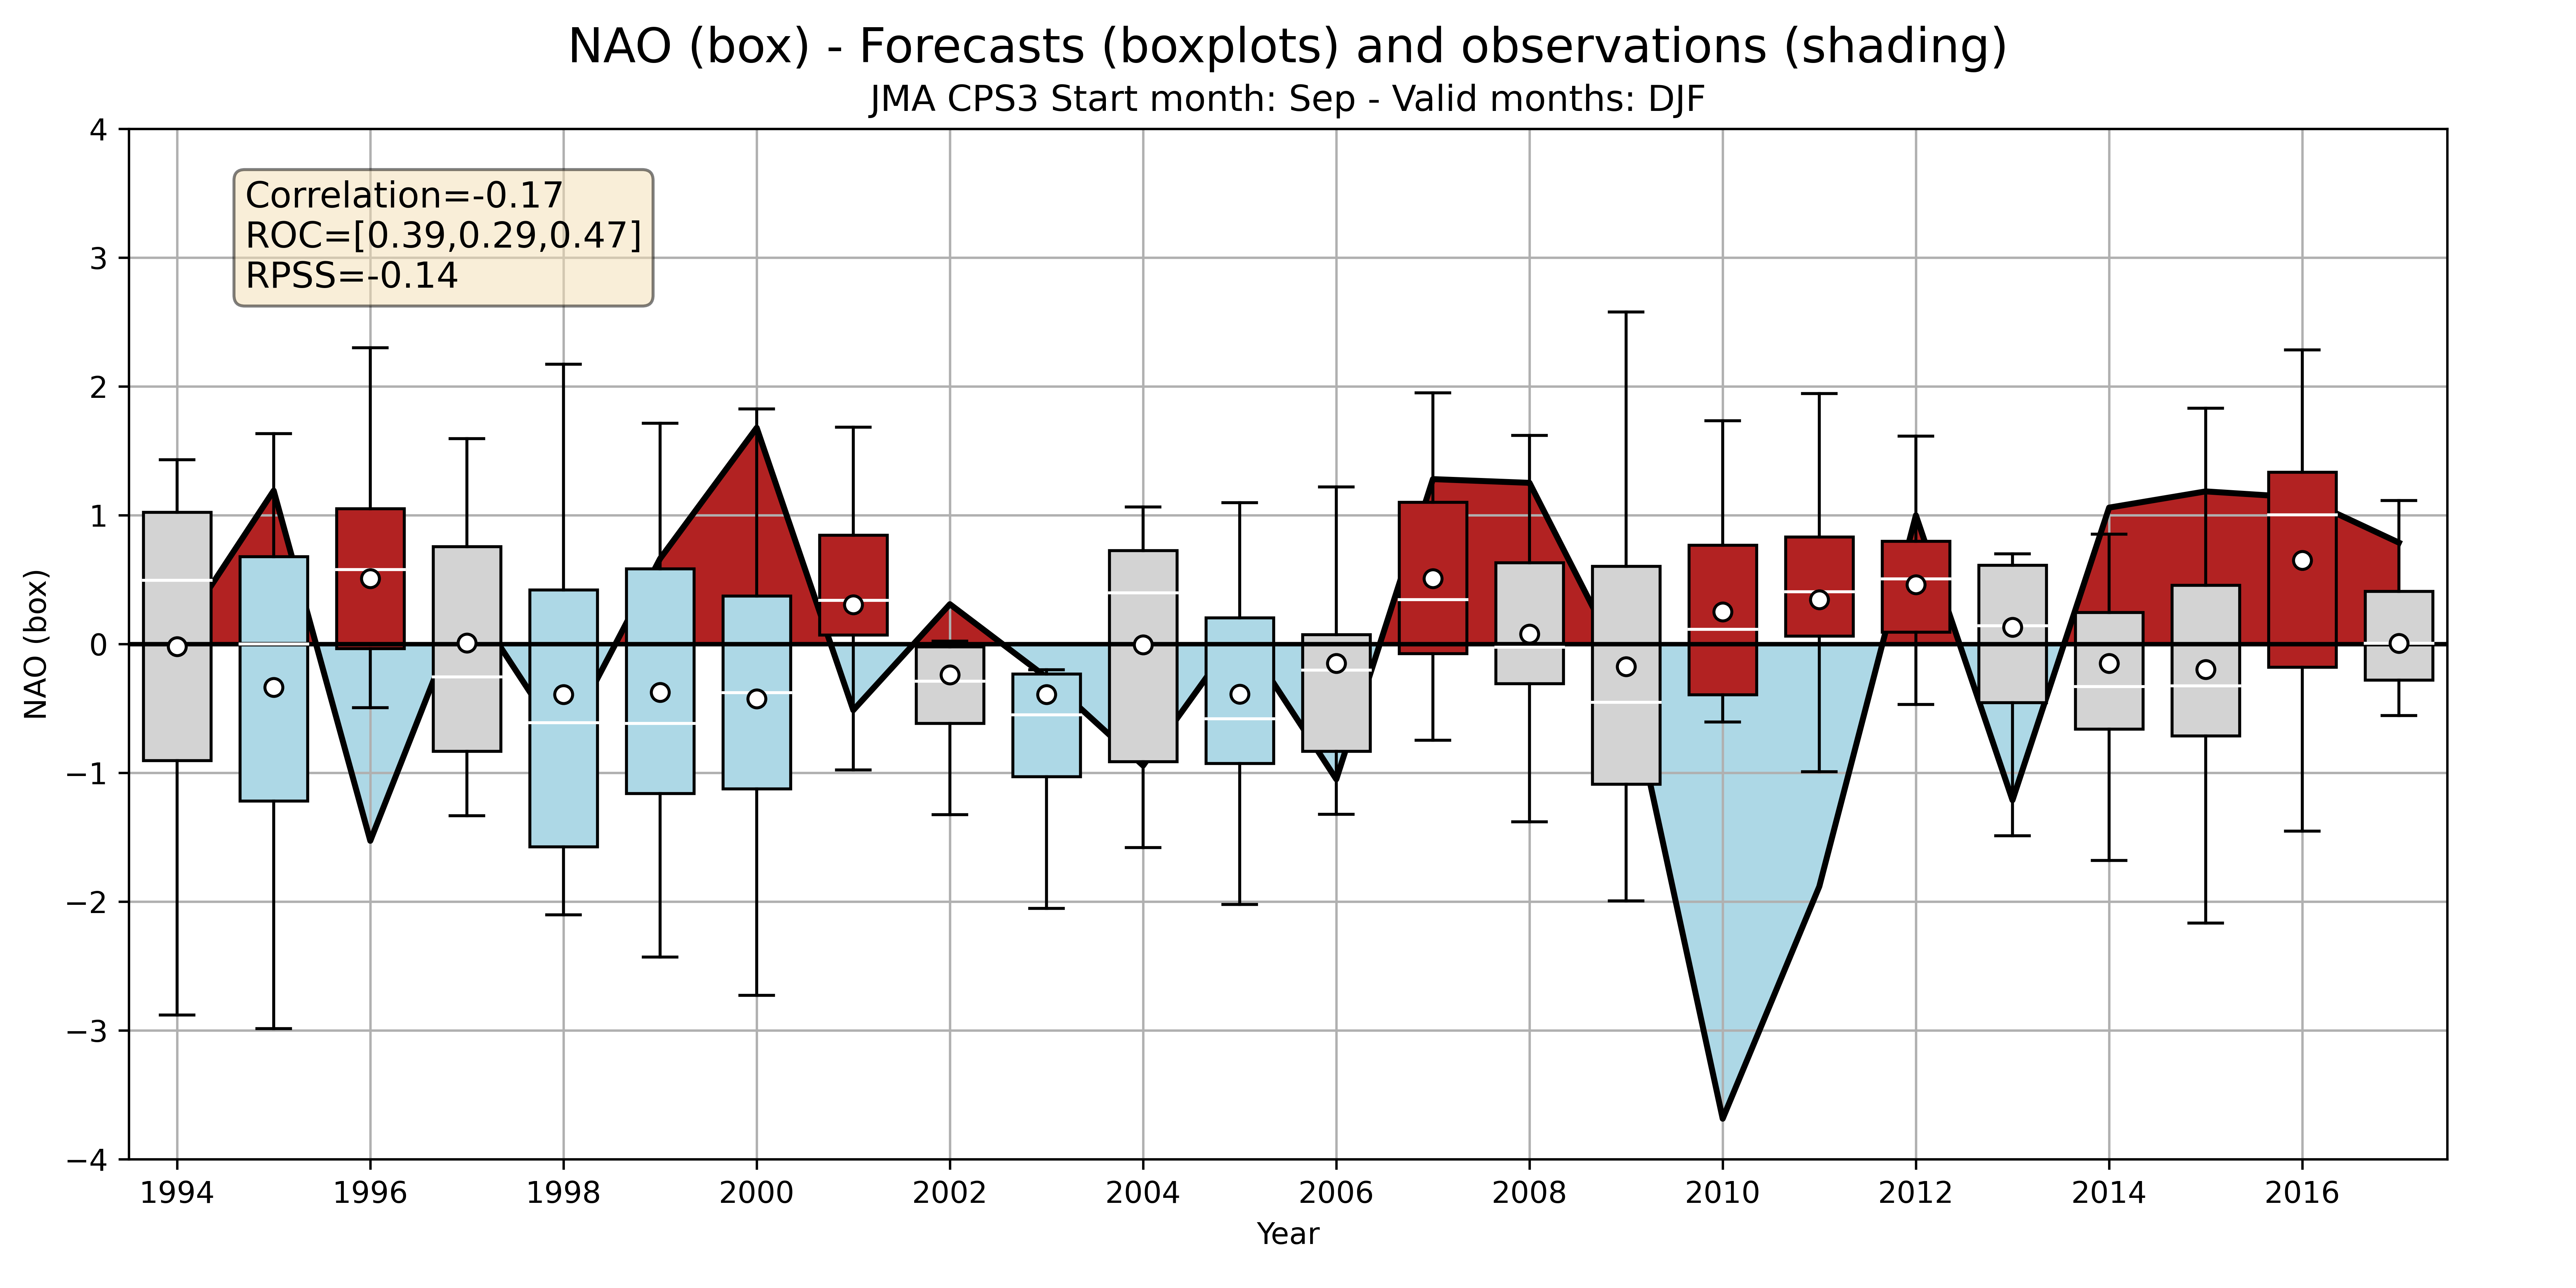 NAO (box) - Forecasts (boxplots) and observations (shading)
JMA CPS3 Start month: Sep - Valid months: DJF
Correlation=-0.17
ROC=[0.39,0.29,0.47]
RPSS=-0.14
NAO (box)
4
3
2
1
0
−1
−2
−3
−4
1994 1996 1998 2000 2002 2004 2006 2008 2010 2012 2014 2016
Year